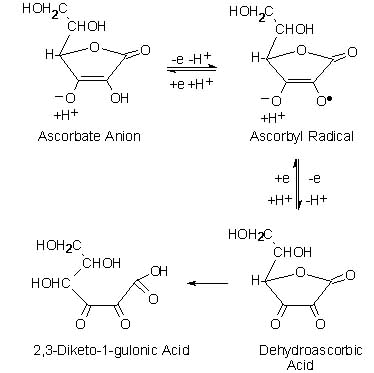 HOH₂C
CHOH
H
O
O
−O
OH
+H⁺
Ascorbate Anion
-e -H⁺
+e +H⁺
HOH₂C
CHOH
H
O
O
−O
O•
+H⁺
Ascorbyl Radical
+e -e
+H⁺ -H⁺
HOH₂C
CHOH
H
O
O
O
O
Dehydroascorbic
Acid
HOH₂C
CHOH
HOHC
OH
O
O
O
2,3-Diketo-1-gulonic Acid